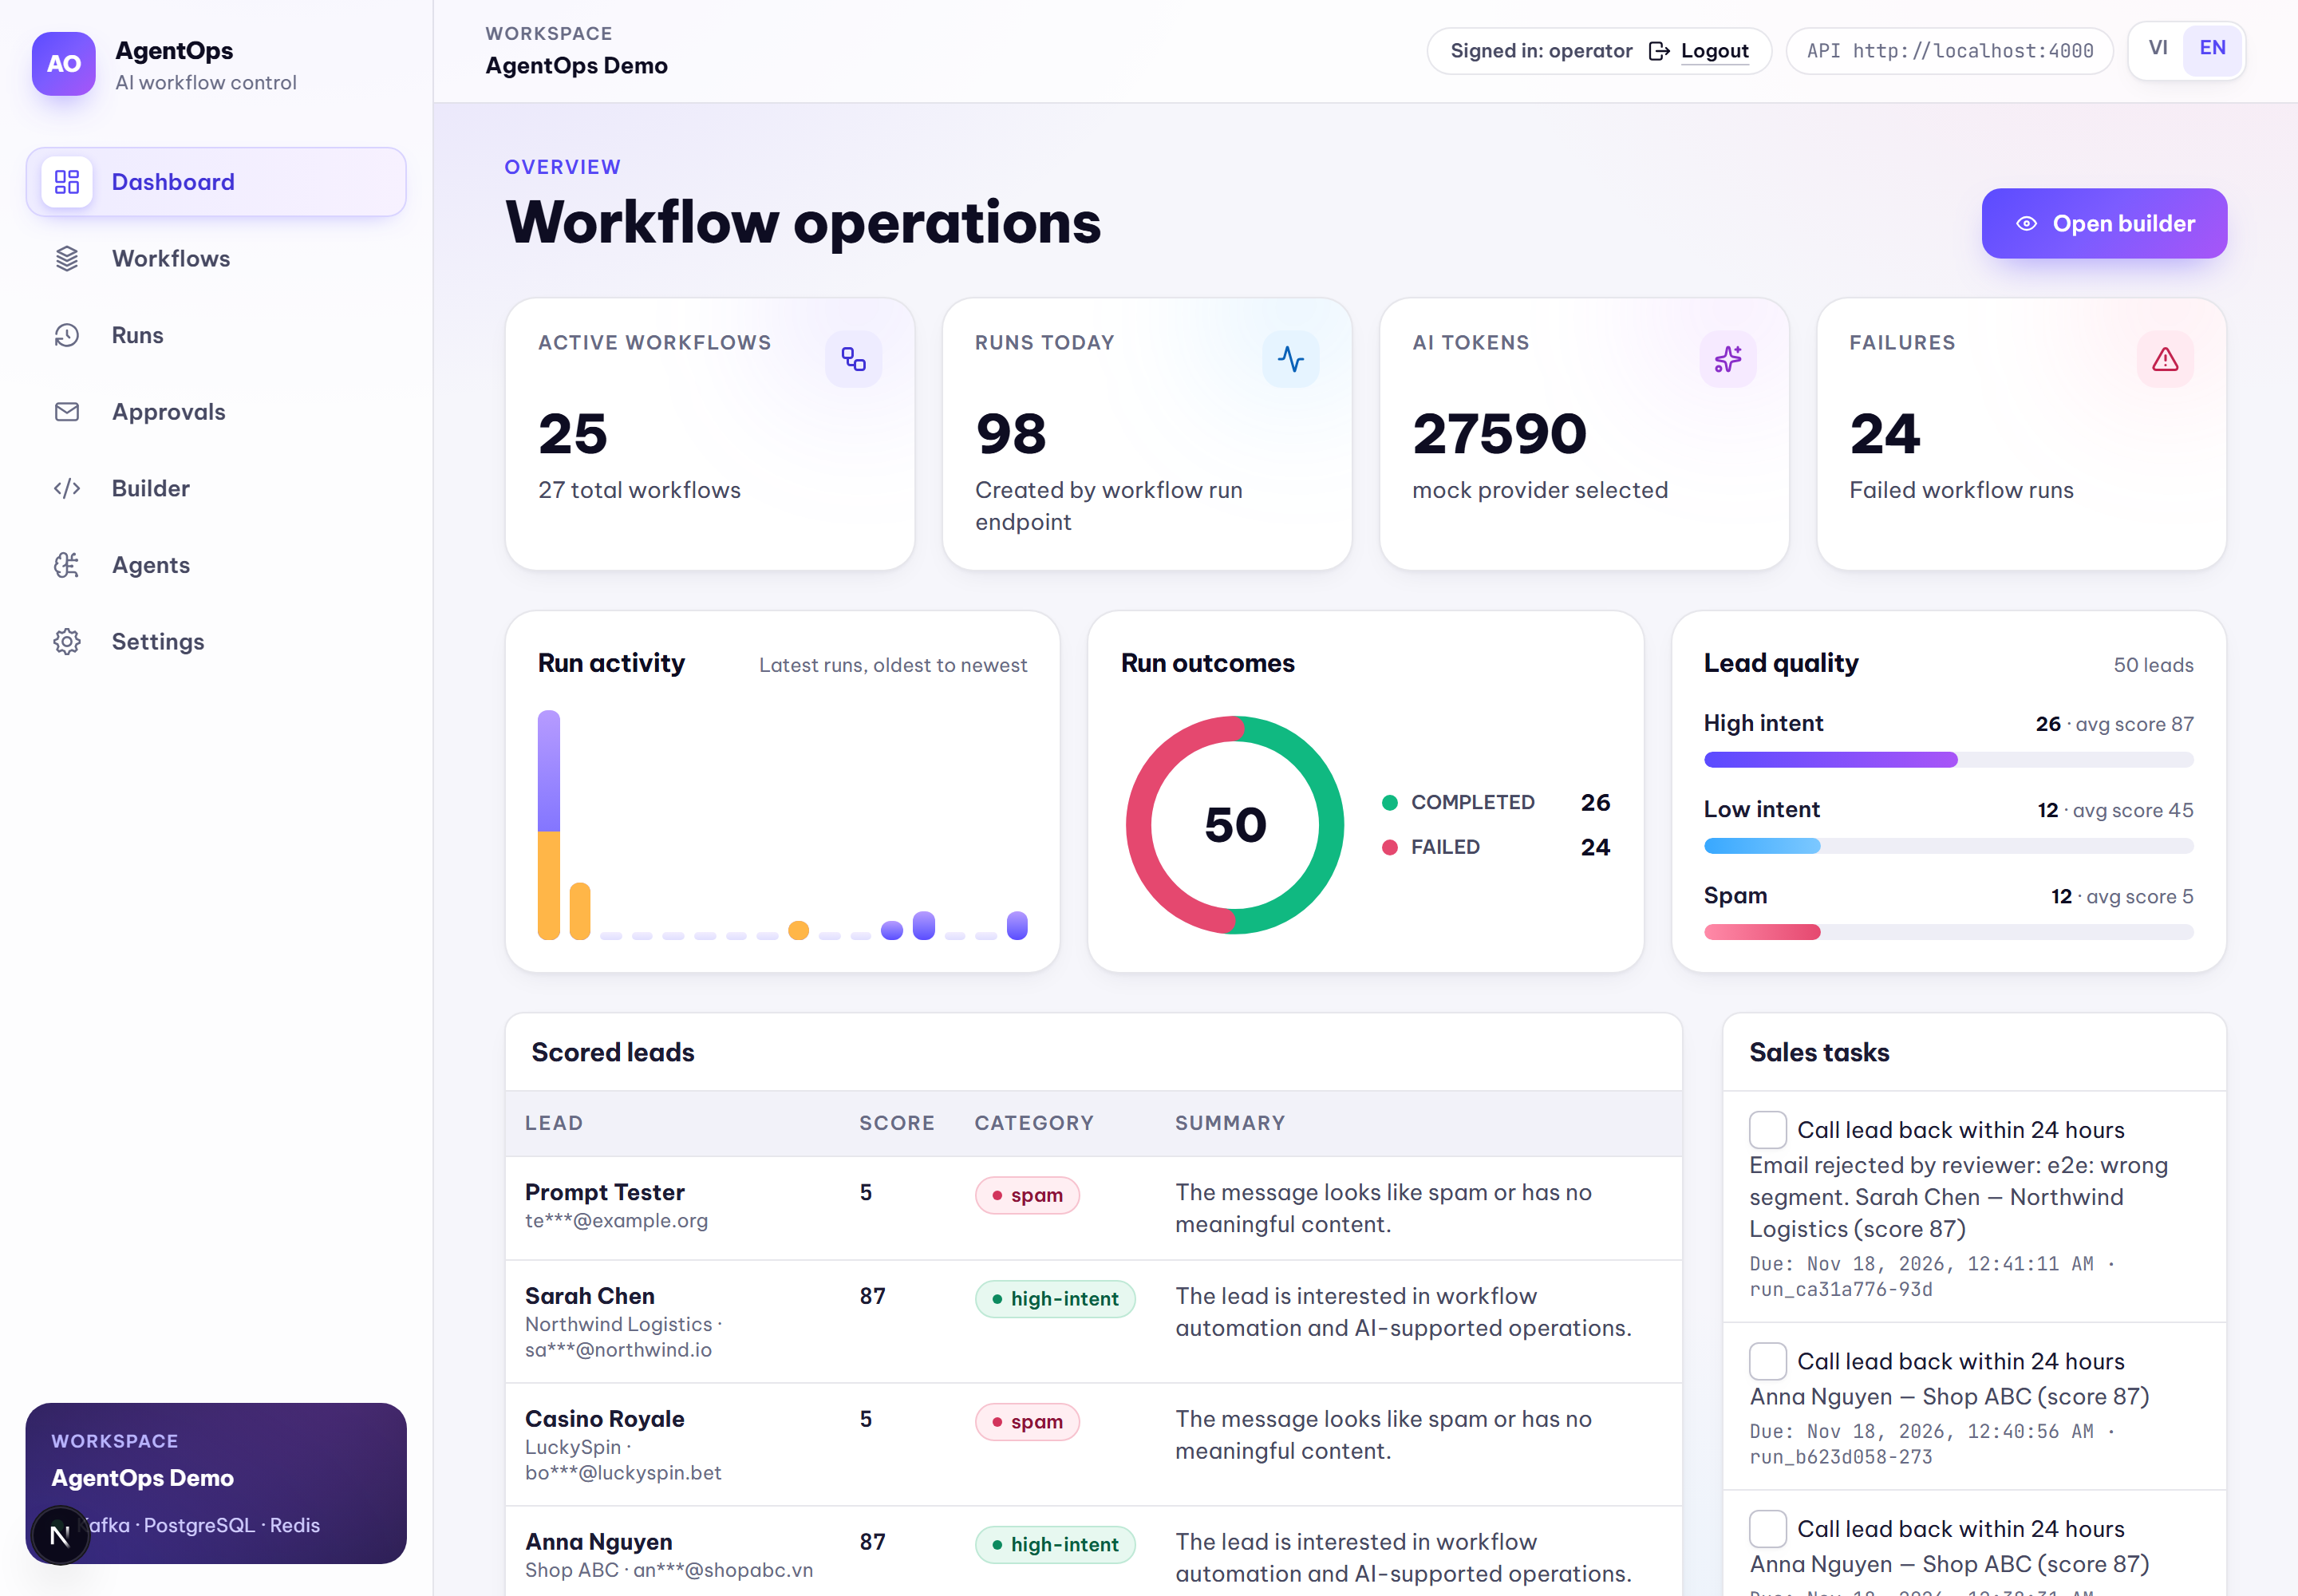 AO
AgentOps
AI workflow control
Dashboard
Workflows
Runs
Approvals
Builder
Agents
Settings
WORKSPACE
AgentOps Demo
Kafka · PostgreSQL · Redis
N
WORKSPACE
AgentOps Demo
Signed in: operator Logout
API http://localhost:4000
VI EN
OVERVIEW
Workflow operations
Open builder
ACTIVE WORKFLOWS
25
27 total workflows
RUNS TODAY
98
Created by workflow run
endpoint
AI TOKENS
27590
mock provider selected
FAILURES
24
Failed workflow runs
Run activity
Latest runs, oldest to newest
Run outcomes
50
COMPLETED 26
FAILED 24
Lead quality
50 leads
High intent 26 · avg score 87
Low intent 12 · avg score 45
Spam 12 · avg score 5
Scored leads
LEAD SCORE CATEGORY SUMMARY
Prompt Tester 5 spam The message looks like spam or has no
te***@example.org meaningful content.
Sarah Chen 87 high-intent The lead is interested in workflow
Northwind Logistics · automation and AI-supported operations.
sa***@northwind.io
Casino Royale 5 spam The message looks like spam or has no
LuckySpin · meaningful content.
bo***@luckyspin.bet
Anna Nguyen 87 high-intent The lead is interested in workflow
Shop ABC · an***@shopabc.vn automation and AI-supported operations.
Sales tasks
Call lead back within 24 hours
Email rejected by reviewer: e2e: wrong
segment. Sarah Chen — Northwind
Logistics (score 87)
Due: Nov 18, 2026, 12:41:11 AM ·
run_ca31a776-93d
Call lead back within 24 hours
Anna Nguyen — Shop ABC (score 87)
Due: Nov 18, 2026, 12:40:56 AM ·
run_b623d058-273
Call lead back within 24 hours
Anna Nguyen — Shop ABC (score 87)